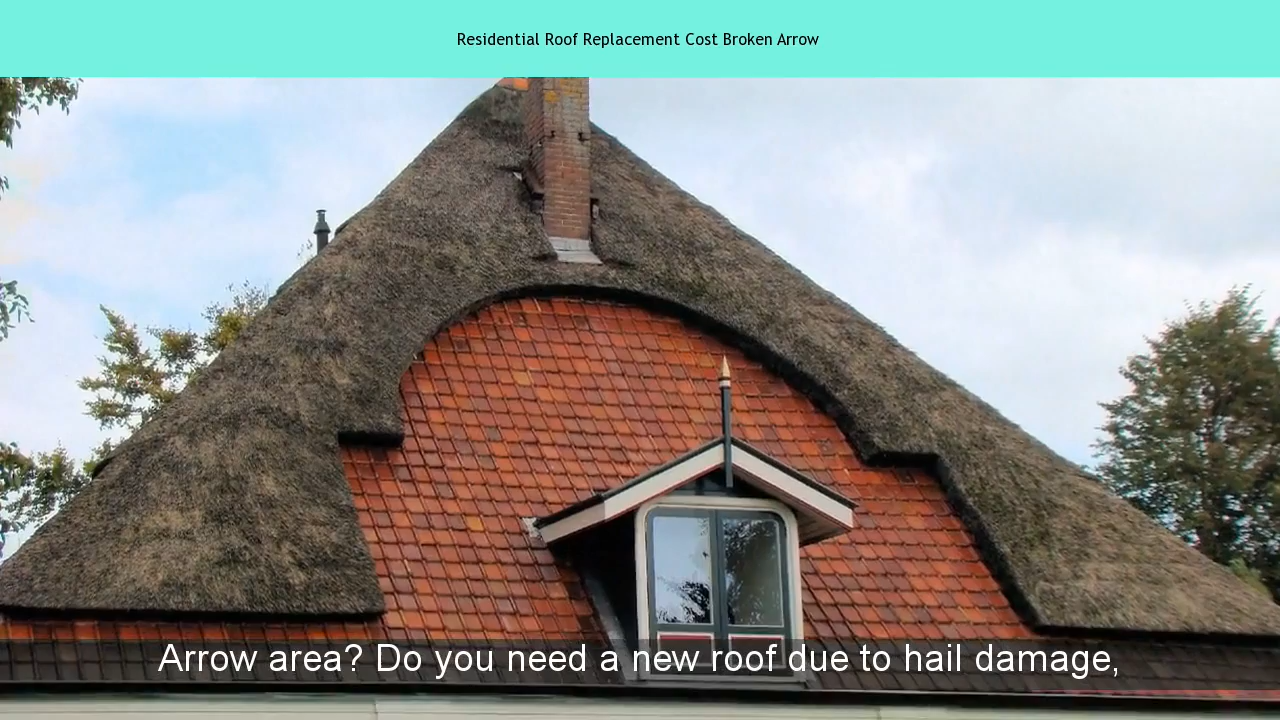 Residential Roof Replacement Cost Broken Arrow
Arrow area? Do you need a new roof due to hail damage,